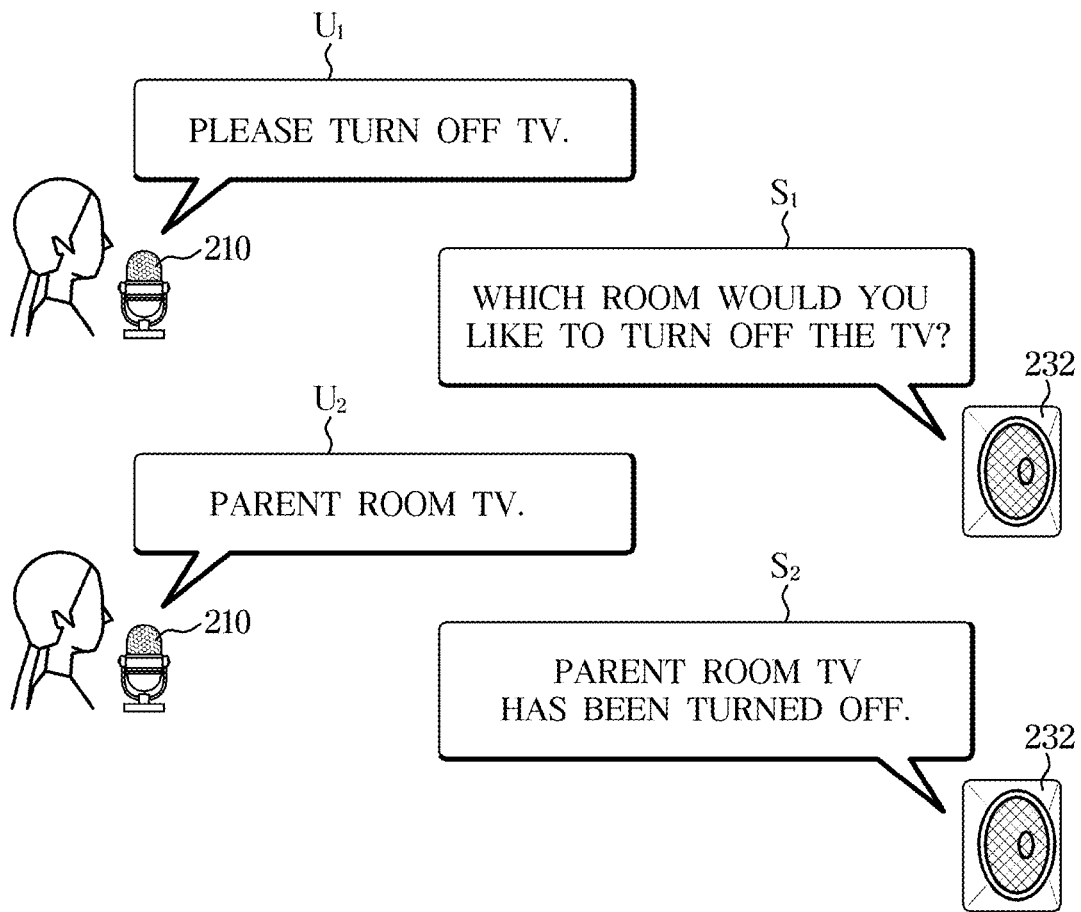 U₁
PLEASE TURN OFF TV.
210
S₁
WHICH ROOM WOULD YOU
LIKE TO TURN OFF THE TV?
232
U₂
PARENT ROOM TV.
210
S₂
PARENT ROOM TV
HAS BEEN TURNED OFF.
232